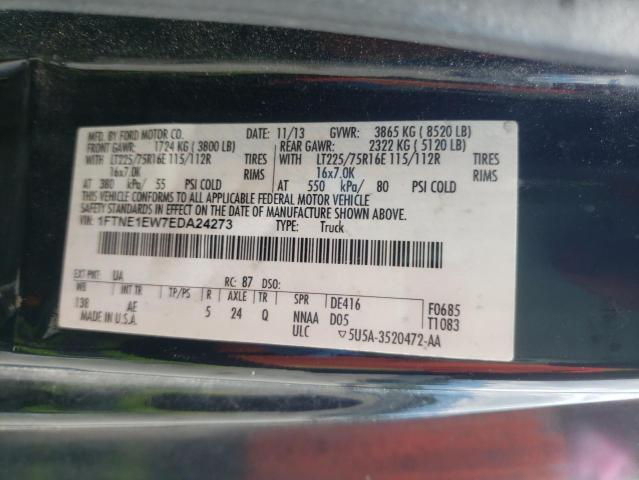 MFD. BY FORD MOTOR CO. DATE: 11/13 GVWR: 3865 KG ( 8520 LB)
FRONT GAWR: 1724 KG ( 3800 LB) REAR GAWR: 2322 KG ( 5120 LB)
WITH LT225/75R16E 115/112R TIRES WITH LT225/75R16E 115/112R TIRES
16x7.0K RIMS 16x7.0K RIMS
AT 380 kPa/ 55 PSI COLD AT 550 kPa/ 80 PSI COLD
THIS VEHICLE CONFORMS TO ALL APPLICABLE FEDERAL MOTOR VEHICLE
SAFETY STANDARDS IN EFFECT ON THE DATE OF MANUFACTURE SHOWN ABOVE.
VIN: 1FTNE1EW7EDA24273 TYPE: Truck
EXT PNT: UA RC: 87 DSO:
WB INT TR TP/PS R AXLE TR SPR DE416 F0685
138 AE 5 24 Q NNAA D05 T1083
MADE IN U.S.A. ULC ▽5U5A-3520472-AA